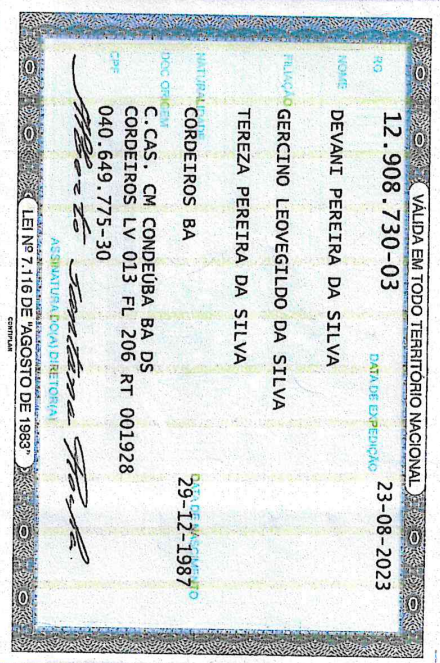 VÁLIDA EM TODO TERRITÓRIO NACIONAL
RG 12.908.730-03 DATA DE EXPEDIÇÃO 23-08-2023
NOME DEVANI PEREIRA DA SILVA
FILIAÇÃO GERCINO LEOVEGILDO DA SILVA
TEREZA PEREIRA DA SILVA
NATURALIDADE DATA DE NASCIMENTO
CORDEIROS BA 29-12-1987
DOC ORIGEM C.CAS. CM CONDEÚBA BA DS
CORDEIROS LV 013 FL 206 RT 001928
CPF 040.649.775-30
ASSINATURA DO(A) DIRETOR(A)
LEI Nº 7.116 DE "AGOSTO DE 1983"